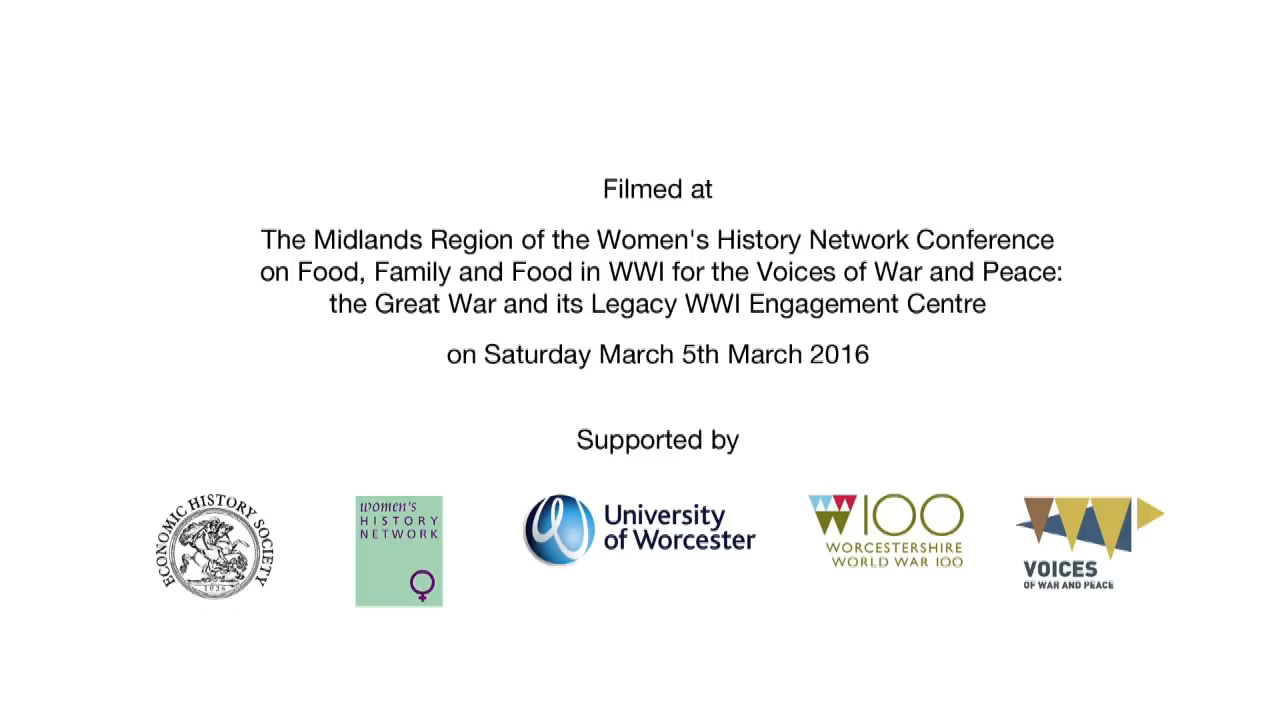 Filmed at
The Midlands Region of the Women's History Network Conference
on Food, Family and Food in WWI for the Voices of War and Peace:
the Great War and its Legacy WWI Engagement Centre
on Saturday March 5th March 2016
Supported by
ECONOMIC HISTORY SOCIETY
1926
women's
HISTORY
NETWORK
University
of Worcester
W100
WORCESTERSHIRE
WORLD WAR 100
VOICES
OF WAR AND PEACE